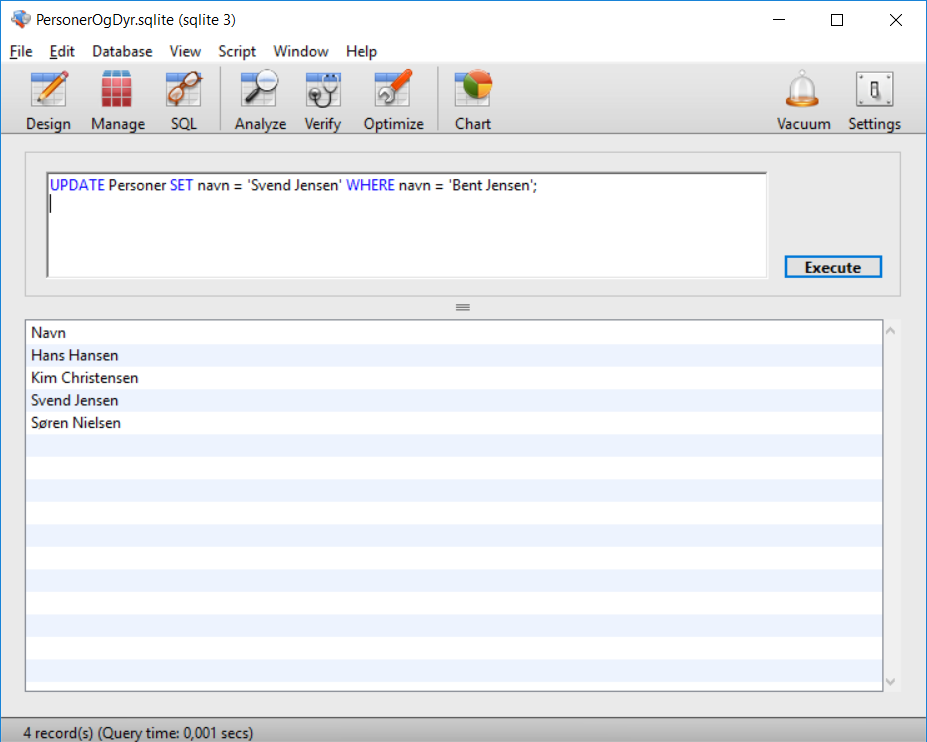 PersonerOgDyr.sqlite (sqlite 3)
File Edit Database View Script Window Help
Design Manage SQL Analyze Verify Optimize Chart Vacuum Settings
UPDATE Personer SET navn = 'Svend Jensen' WHERE navn = 'Bent Jensen';
Execute
Navn
Hans Hansen
Kim Christensen
Svend Jensen
Søren Nielsen
4 record(s) (Query time: 0,001 secs)